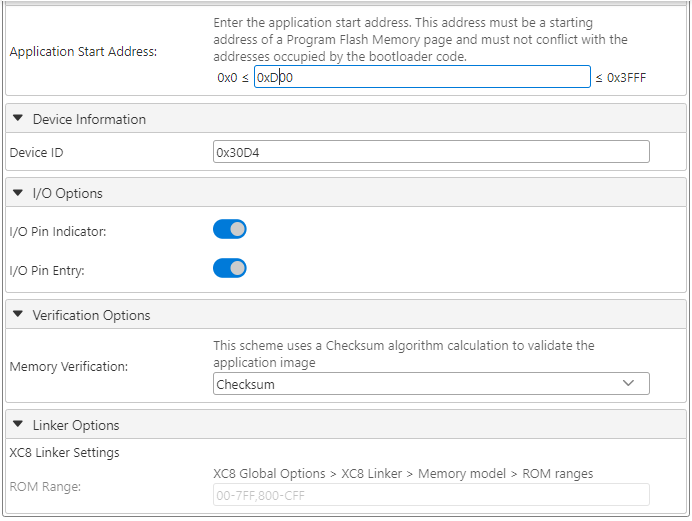 Enter the application start address. This address must be a starting
address of a Program Flash Memory page and must not conflict with the
Application Start Address:
addresses occupied by the bootloader code.
0x0 ≤ 0xD00 ≤ 0x3FFF
Device Information
Device ID 0x30D4
I/O Options
I/O Pin Indicator:
I/O Pin Entry:
Verification Options
This scheme uses a Checksum algorithm calculation to validate the
application image
Memory Verification:
Checksum
Linker Options
XC8 Linker Settings
XC8 Global Options > XC8 Linker > Memory model > ROM ranges
ROM Range:
00-7FF,800-CFF